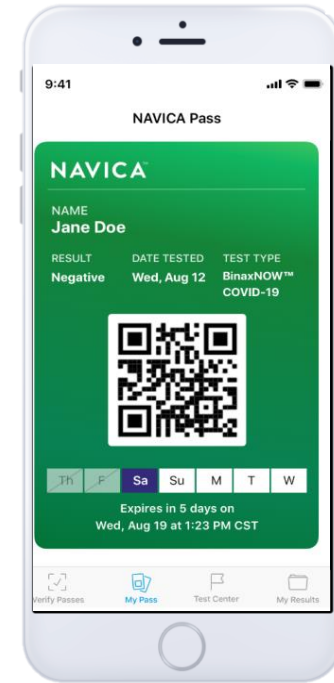 9:41
NAVICA Pass
NAVICA™
NAME
Jane Doe
RESULT DATE TESTED TEST TYPE
Negative Wed, Aug 12 BinaxNOW™
COVID-19
Th F Sa Su M T W
Expires in 5 days on
Wed, Aug 19 at 1:23 PM CST
Verify Passes My Pass Test Center My Results